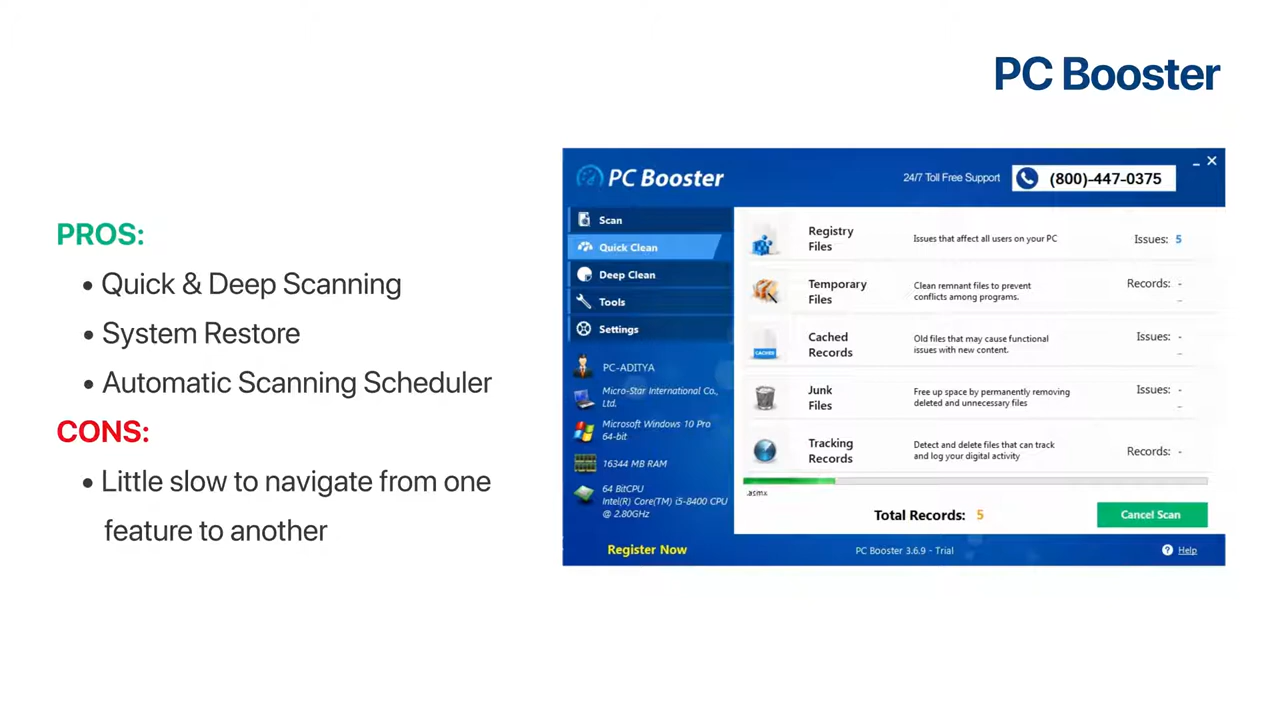 PC Booster
PROS:
• Quick & Deep Scanning
• System Restore
• Automatic Scanning Scheduler
CONS:
• Little slow to navigate from one
feature to another
PC Booster
24/7 Toll Free Support
(800)-447-0375
Scan
Quick Clean
Deep Clean
Tools
Settings
PC-ADITYA
Micro-Star International Co.,
Ltd.
Microsoft Windows 10 Pro
64-bit
16344 MB RAM
64 BitCPU
Intel(R) Core(TM) i5-8400 CPU
@ 2.80GHz
Register Now
Registry
Files
Issues that affect all users on your PC
Issues: 5
Temporary
Files
Clean remnant files to prevent
conflicts among programs.
Records: -
-
CACHED
Cached
Records
Old files that may cause functional
issues with new content.
Issues: -
-
Junk
Files
Free up space by permanently removing
deleted and unnecessary files
Issues: -
-
Tracking
Records
Detect and delete files that can track
and log your digital activity
Records: -
.asmx
Total Records: 5
Cancel Scan
PC Booster 3.6.9 - Trial
Help